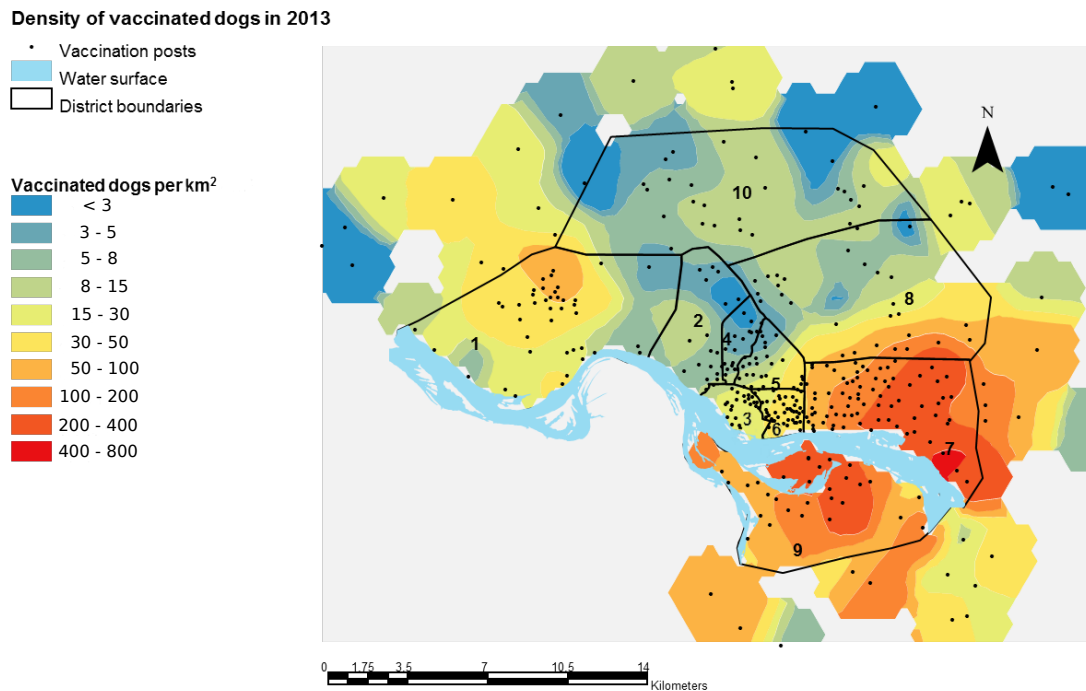 Density of vaccinated dogs in 2013
Vaccination posts
Water surface
District boundaries
Vaccinated dogs per km²
< 3
3 - 5
5 - 8
8 - 15
15 - 30
30 - 50
50 - 100
100 - 200
200 - 400
400 - 800
N
10
8
2
1
4
5
3
6
7
9
0 1.75 3.5 7 10.5 14
Kilometers